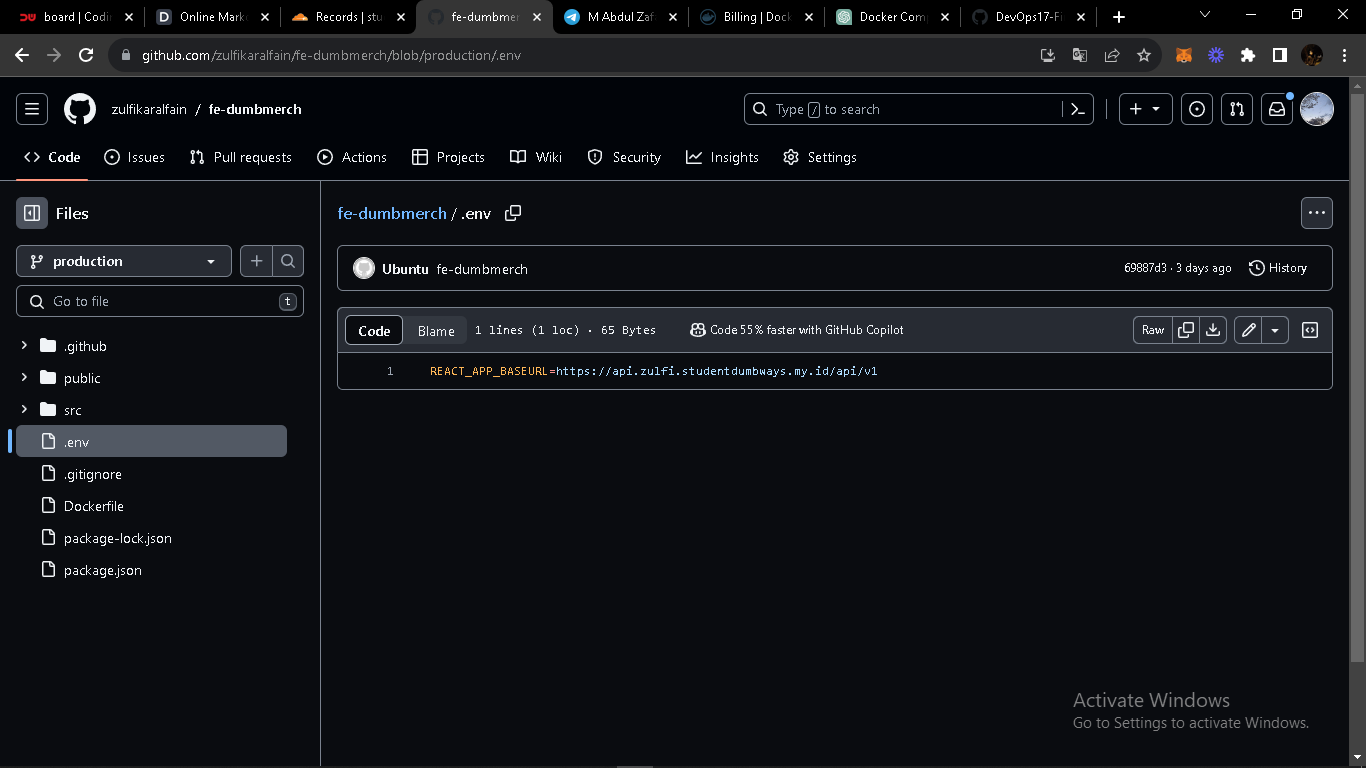 board | Codi
Online Mark
Records | stu
fe-dumbmer
M Abdul Zaf
Billing | Dock
Docker Com
DevOps17-Fi
github.com/zulfikaralfain/fe-dumbmerch/blob/production/.env
zulfikaralfain / fe-dumbmerch
Type / to search
Code
Issues
Pull requests
Actions
Projects
Wiki
Security
Insights
Settings
Files
fe-dumbmerch / .env
production
Go to file
t
Ubuntu fe-dumbmerch
69887d3 · 3 days ago
History
Code
Blame
1 lines (1 loc) · 65 Bytes
Code 55% faster with GitHub Copilot
Raw
1 REACT_APP_BASEURL=https://api.zulfi.studentdumbways.my.id/api/v1
.github
public
src
.env
.gitignore
Dockerfile
package-lock.json
package.json
Activate Windows
Go to Settings to activate Windows.